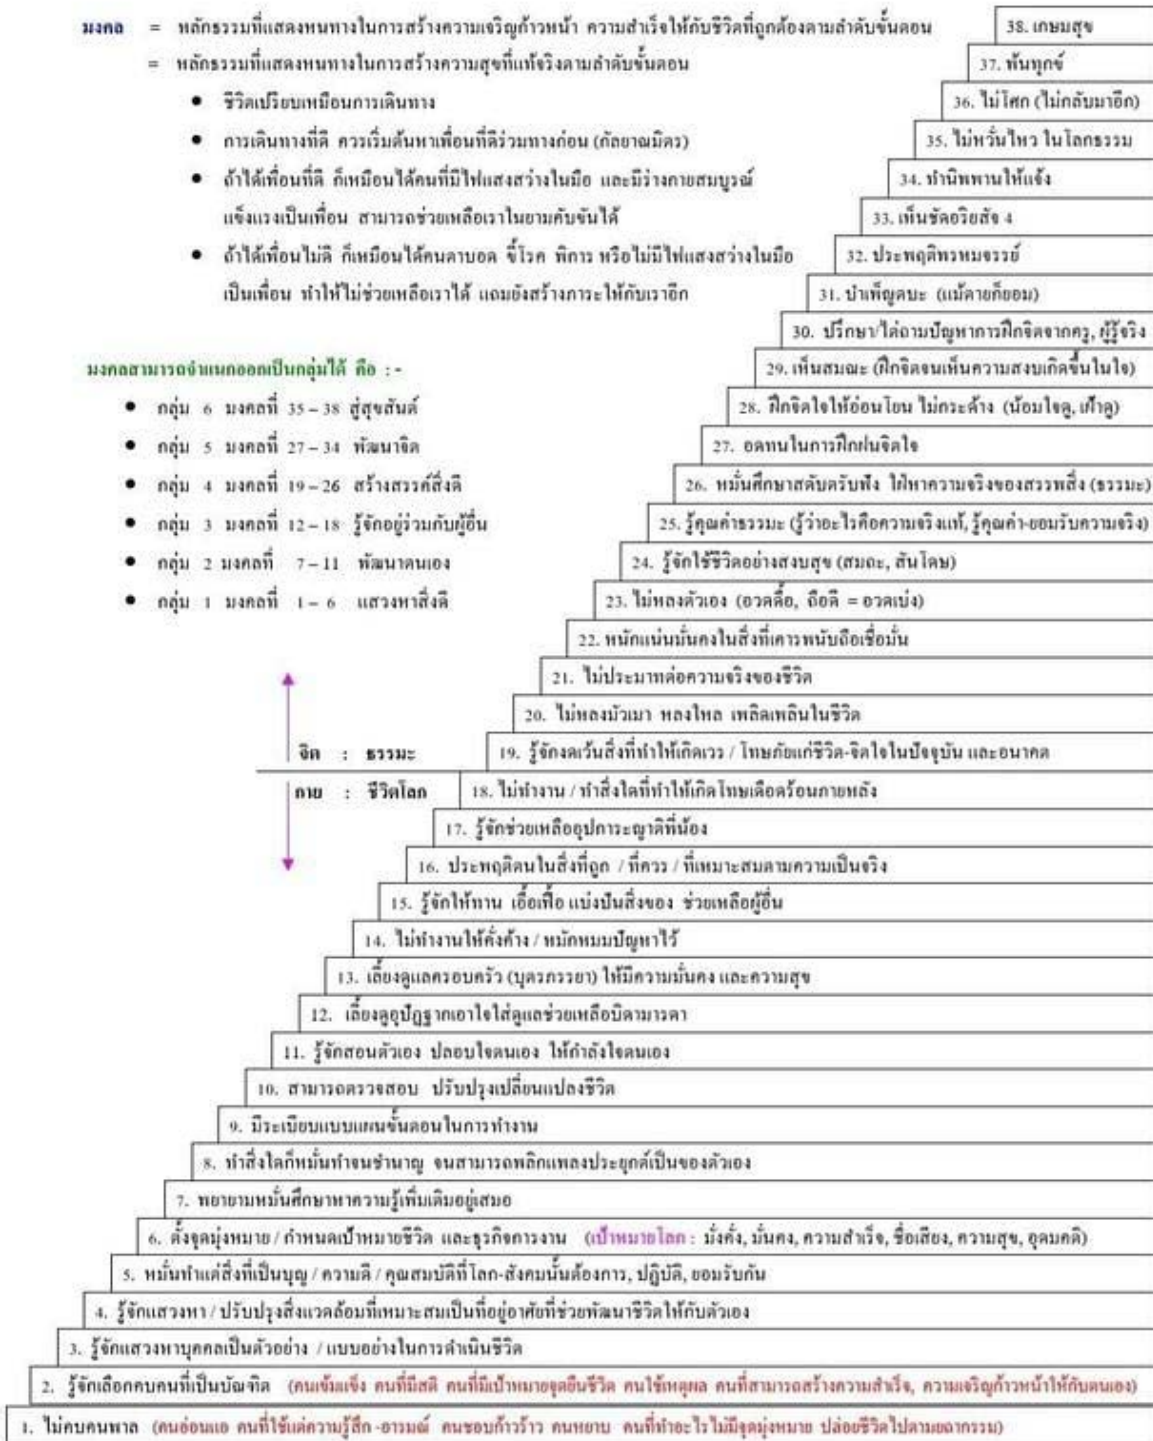 มงคล = หลักธรรมที่แสดงหนทางในการสร้างความเจริญก้าวหน้า ความสำเร็จให้กับชีวิตที่ถูกต้องตามลำดับขั้นตอน
= หลักธรรมที่แสดงหนทางในการสร้างความสุขที่แท้จริงตามลำดับขั้นตอน
● ชีวิตเปรียบเหมือนการเดินทาง
● การเดินทางที่ดี ควรเริ่มต้นหาเพื่อนที่ดีร่วมทางก่อน (กัลยาณมิตร)
● ถ้าได้เพื่อนที่ดี ก็เหมือนได้คนที่มีไฟแสงสว่างในมือ และมีร่างกายสมบูรณ์
แข็งแรงเป็นเพื่อน สามารถช่วยเหลือเราในยามคับขันได้
● ถ้าได้เพื่อนไม่ดี ก็เหมือนได้คนตาบอด ขี้โรค พิการ หรือไม่มีไฟแสงสว่างในมือ
เป็นเพื่อน ทำให้ไม่ช่วยเหลือเราได้ แถมยังสร้างภาระให้กับเราอีก
มงคลสามารถจำแนกออกเป็นกลุ่มได้ คือ :-
● กลุ่ม 6 มงคลที่ 35 – 38 สู่สุขสันต์
● กลุ่ม 5 มงคลที่ 27 – 34 พัฒนาจิต
● กลุ่ม 4 มงคลที่ 19 – 26 สร้างสรรค์สิ่งดี
● กลุ่ม 3 มงคลที่ 12 – 18 รู้จักอยู่ร่วมกับผู้อื่น
● กลุ่ม 2 มงคลที่ 7 – 11 พัฒนาตนเอง
● กลุ่ม 1 มงคลที่ 1 – 6 แสวงหาสิ่งดี
จิต : ธรรมะ
กาย : ชีวิตโลก
38. เกษมสุข
37. พ้นทุกข์
36. ไม่โศก (ไม่กลับมาอีก)
35. ไม่หวั่นไหว ในโลกธรรม
34. ทำนิพพานให้แจ้ง
33. เห็นชัดอริยสัจ 4
32. ประพฤติพรหมจรรย์
31. บำเพ็ญตบะ (แม้ตายก็ยอม)
30. ปรึกษา/ไต่ถามปัญหาการฝึกจิตจากครู, ผู้รู้จริง
29. เห็นสมณะ (ฝึกจิตจนเห็นความสงบเกิดขึ้นในใจ)
28. ฝึกจิตใจให้อ่อนโยน ไม่กระด้าง (น้อมใจดู, เฝ้าดู)
27. อดทนในการฝึกฝนจิตใจ
26. หมั่นศึกษาสดับตรับฟัง ใฝ่หาความจริงของสรรพสิ่ง (ธรรมะ)
25. รู้คุณค่าธรรมะ (รู้ว่าอะไรคือความจริงแท้, รู้คุณค่า-ยอมรับความจริง)
24. รู้จักใช้ชีวิตอย่างสงบสุข (สมถะ, สันโดษ)
23. ไม่หลงตัวเอง (อวดดื้อ, ถือดี = อวดเบ่ง)
22. หนักแน่นมั่นคงในสิ่งที่เคารพนับถือเชื่อมั่น
21. ไม่ประมาทต่อความจริงของชีวิต
20. ไม่หลงมัวเมา หลงใหล เพลิดเพลินในชีวิต
19. รู้จักงดเว้นสิ่งที่ทำให้เกิดเวร / โทษภัยแก่ชีวิต-จิตใจในปัจจุบัน และอนาคต
18. ไม่ทำงาน / ทำสิ่งใดที่ทำให้เกิดโทษเดือดร้อนภายหลัง
17. รู้จักช่วยเหลืออุปการะญาติพี่น้อง
16. ประพฤติตนในสิ่งที่ถูก / ที่ควร / ที่เหมาะสมตามความเป็นจริง
15. รู้จักให้ทาน เอื้อเฟื้อ แบ่งปันสิ่งของ ช่วยเหลือผู้อื่น
14. ไม่ทำงานให้คั่งค้าง / หมักหมมปัญหาไว้
13. เลี้ยงดูแลครอบครัว (บุตรภรรยา) ให้มีความมั่นคง และความสุข
12. เลี้ยงดูอุปัฏฐากเอาใจใส่ดูแลช่วยเหลือบิดามารดา
11. รู้จักสอนตัวเอง ปลอบใจตนเอง ให้กำลังใจตนเอง
10. สามารถตรวจสอบ ปรับปรุงเปลี่ยนแปลงชีวิต
9. มีระเบียบแบบแผนขั้นตอนในการทำงาน
8. ทำสิ่งใดก็หมั่นทำจนชำนาญ จนสามารถพลิกแพลงประยุกต์เป็นของตัวเอง
7. พยายามหมั่นศึกษาหาความรู้เพิ่มเติมอยู่เสมอ
6. ตั้งจุดมุ่งหมาย / กำหนดเป้าหมายชีวิต และธุรกิจการงาน (เป้าหมายโลก : มั่งคั่ง, มั่นคง, ความสำเร็จ, ชื่อเสียง, ความสุข, อุดมคติ)
5. หมั่นทำแต่สิ่งที่เป็นบุญ / ความดี / คุณสมบัติที่โลก-สังคมนั้นต้องการ, ปฏิบัติ, ยอมรับกัน
4. รู้จักแสวงหา / ปรับปรุงสิ่งแวดล้อมที่เหมาะสมเป็นที่อยู่อาศัยที่ช่วยพัฒนาชีวิตให้กับตัวเอง
3. รู้จักแสวงหาบุคคลเป็นตัวอย่าง / แบบอย่างในการดำเนินชีวิต
2. รู้จักเลือกคบคนที่เป็นบัณฑิต (คนเข้มแข็ง คนที่มีสติ คนที่มีเป้าหมายจุดยืนชีวิต คนใช้เหตุผล คนที่สามารถสร้างความสำเร็จ, ความเจริญก้าวหน้าให้กับตนเอง)
1. ไม่คบคนพาล (คนอ่อนแอ คนที่ใช้แต่ความรู้สึก -อารมณ์ คนชอบก้าวร้าว คนหยาบ คนที่ทำอะไรไม่มีจุดมุ่งหมาย ปล่อยชีวิตไปตามยถากรรม)